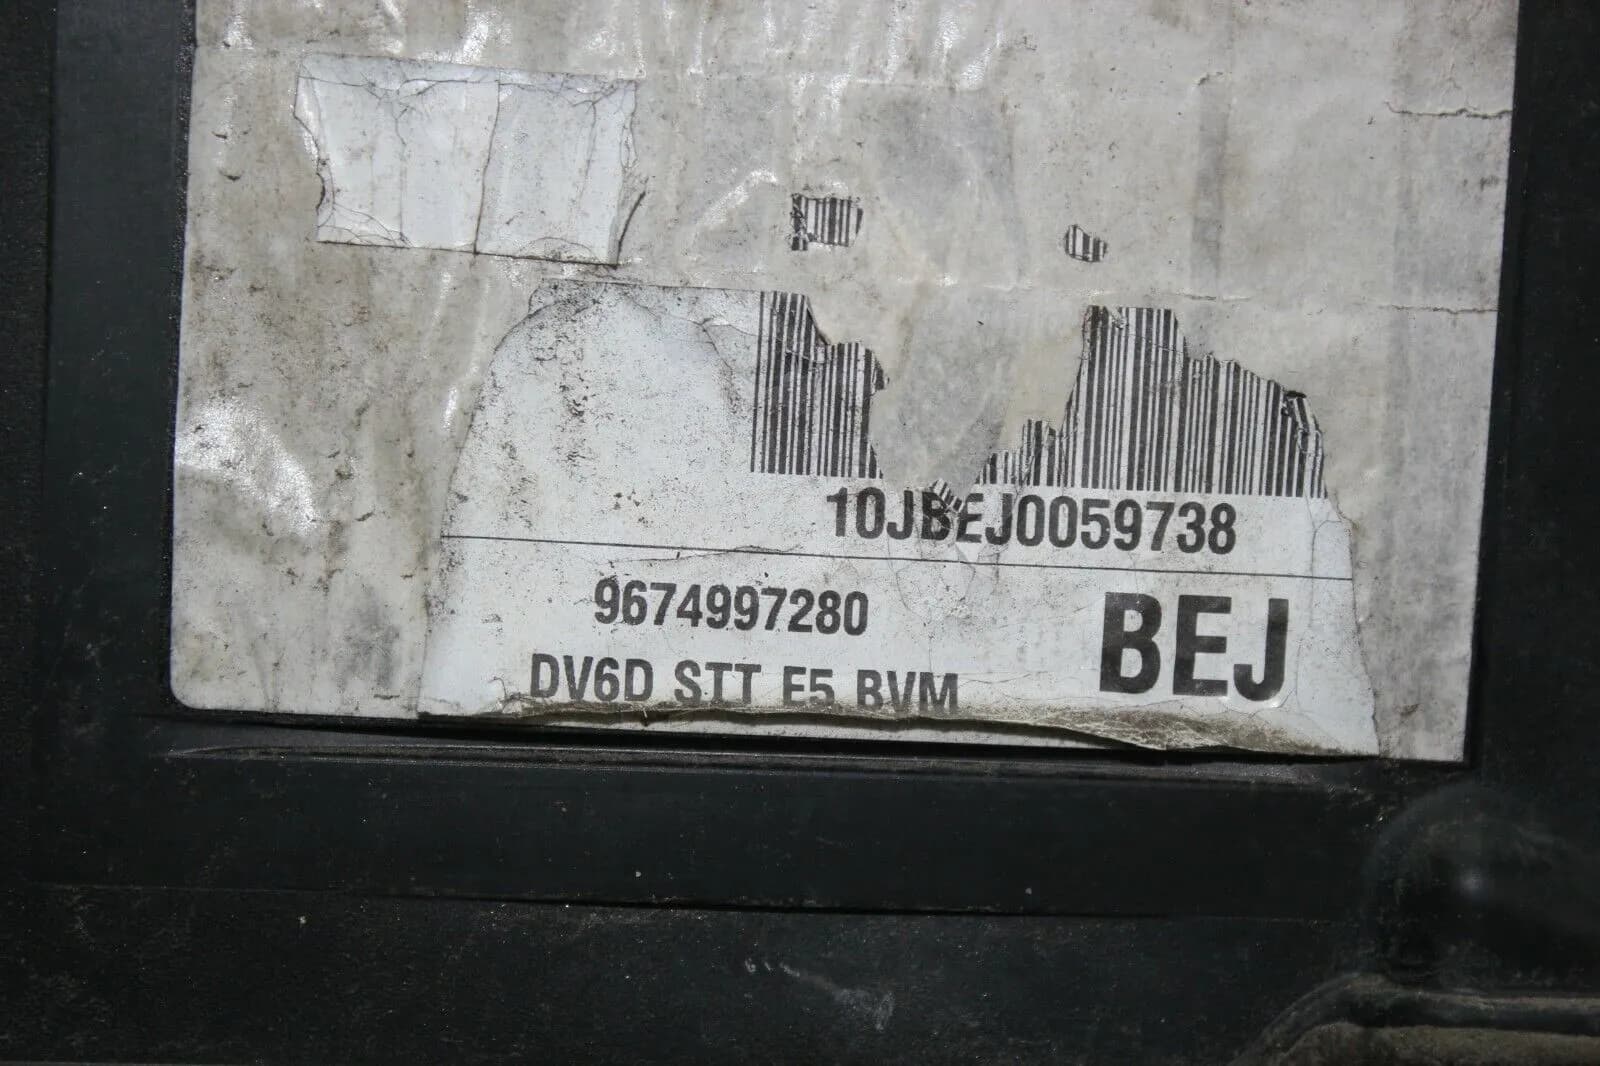 10JBEJ0059738
9674997280
BEJ
DV6D STT E5 BVM